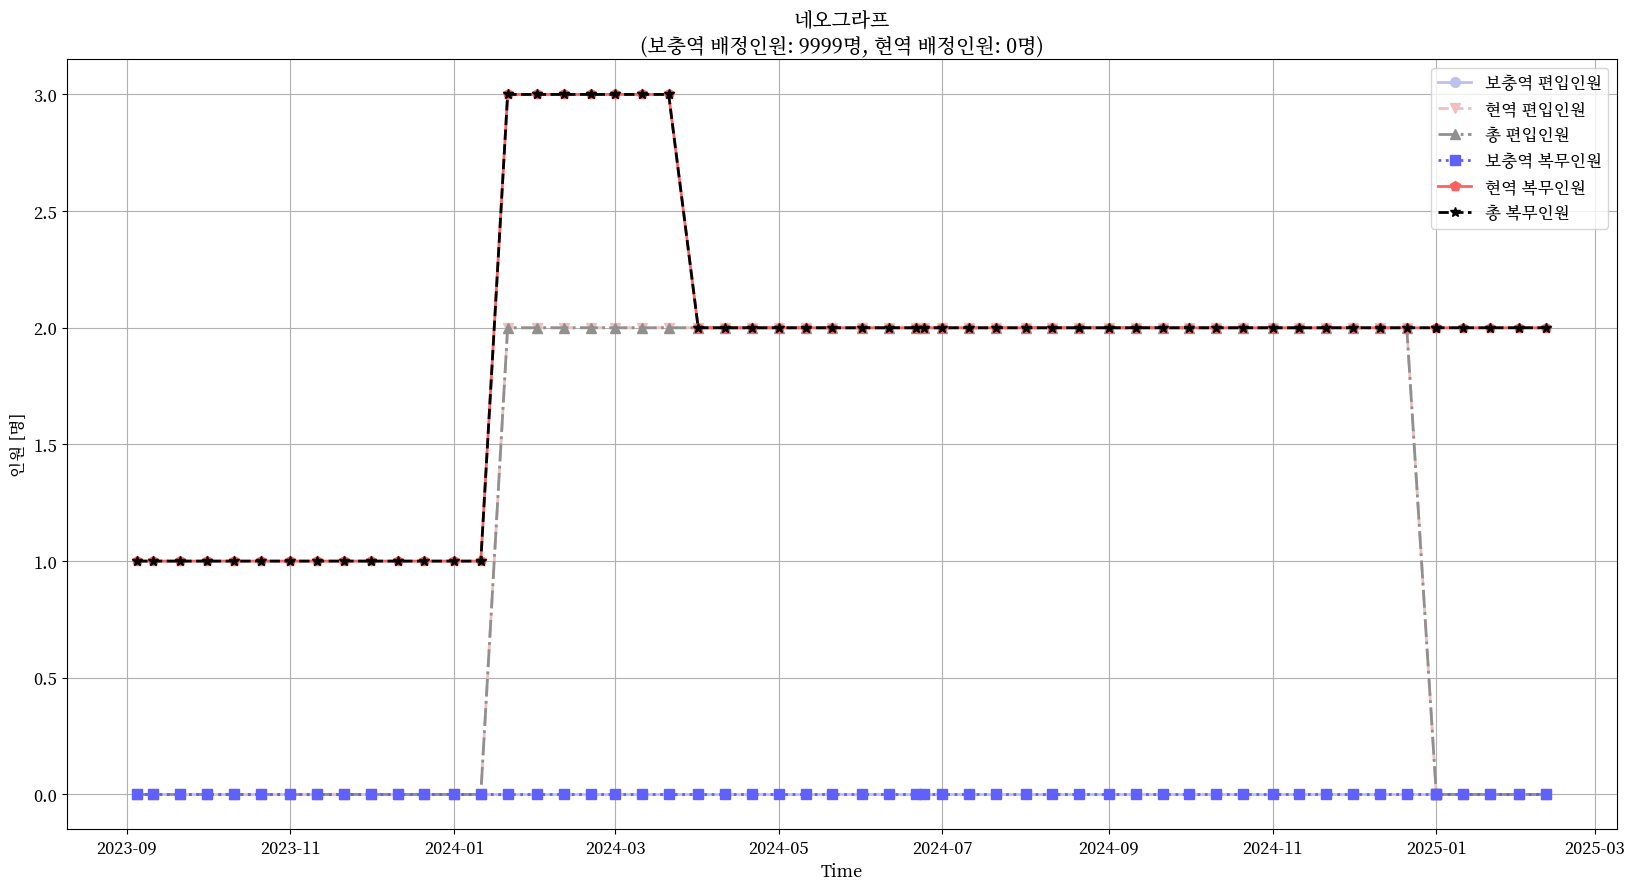 네오그라프
(보충역 배정인원: 9999명, 현역 배정인원: 0명)
3.0
2.5
2.0
1.5
1.0
0.5
0.0
인원 [명]
보충역 편입인원
현역 편입인원
총 편입인원
보충역 복무인원
현역 복무인원
총 복무인원
2023-09
2023-11
2024-01
2024-03
2024-05
2024-07
2024-09
2024-11
2025-01
2025-03
Time